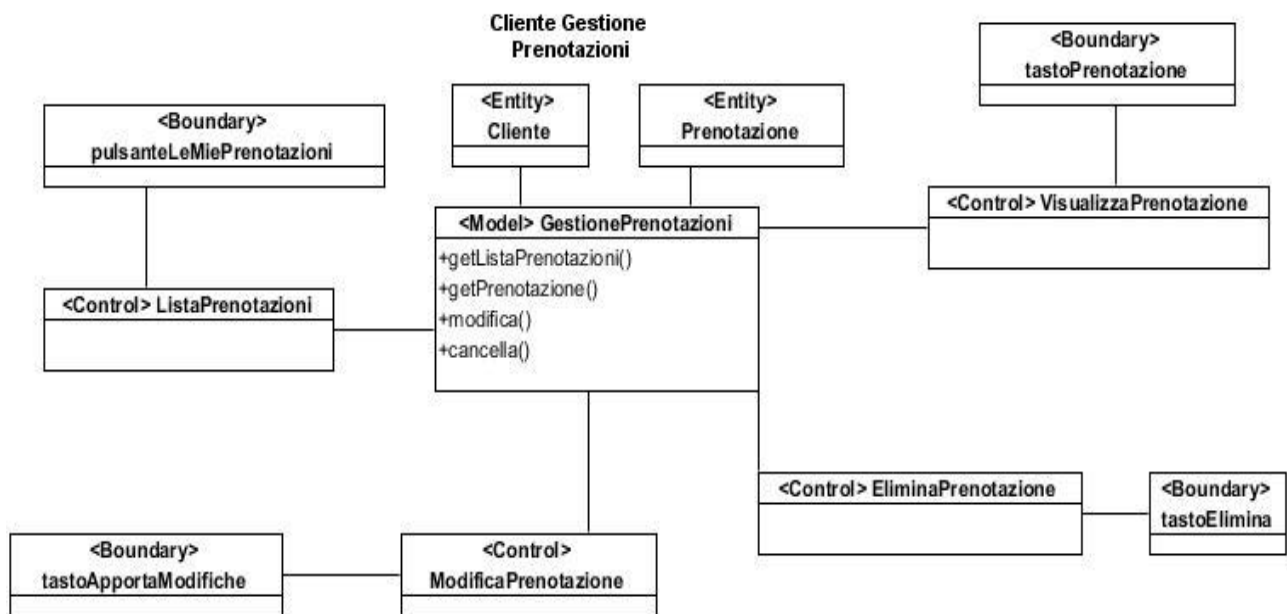 Cliente Gestione
Prenotazioni
<Boundary>
tastoPrenotazione
<Entity>
Cliente
<Entity>
Prenotazione
<Boundary>
pulsanteLeMiePrenotazioni
<Control> VisualizzaPrenotazione
<Model> GestionePrenotazioni
+getListaPrenotazioni()
+getPrenotazione()
+modifica()
+cancella()
<Control> ListaPrenotazioni
<Control> EliminaPrenotazione
<Boundary>
tastoElimina
<Boundary>
tastoApportaModifiche
<Control>
ModificaPrenotazione